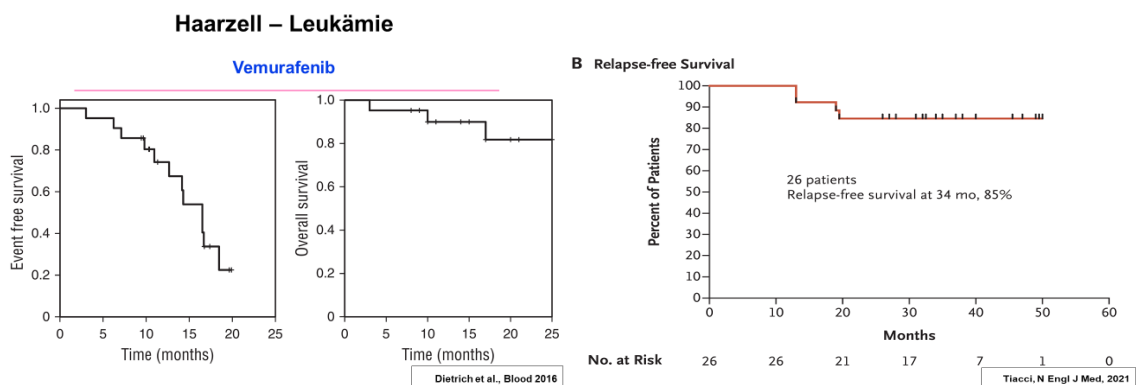 Haarzell – Leukämie
Vemurafenib
Event free survival
1.0
0.8
0.6
0.4
0.2
0 5 10 15 20 25
Time (months)
Overall survival
1.0
0.8
0.6
0.4
0.2
0
0 5 10 15 20 25
Time (months)
Dietrich et al., Blood 2016
B Relapse-free Survival
Percent of Patients
100
90
80
70
60
50
40
30
20
10
0
26 patients
Relapse-free survival at 34 mo, 85%
0 10 20 30 40 50 60
Months
No. at Risk 26 26 21 17 7 1 0
Tiacci, N Engl J Med, 2021